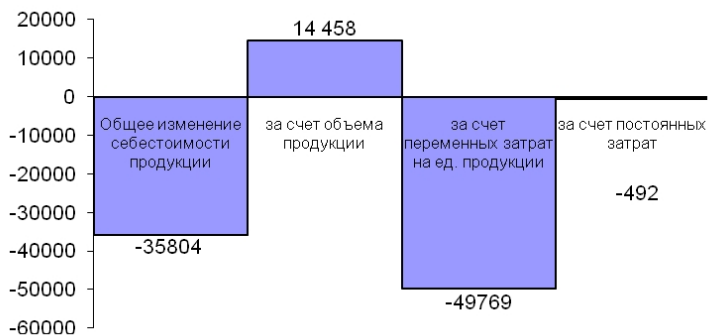 20000
10000
0
-10000
-20000
-30000
-40000
-50000
-60000
14 458
Общее изменение
себестоимости
продукции
за счет объема
продукции
за счет
переменных затрат
на ед. продукции
за счет постоянных
затрат
-492
-35804
-49769